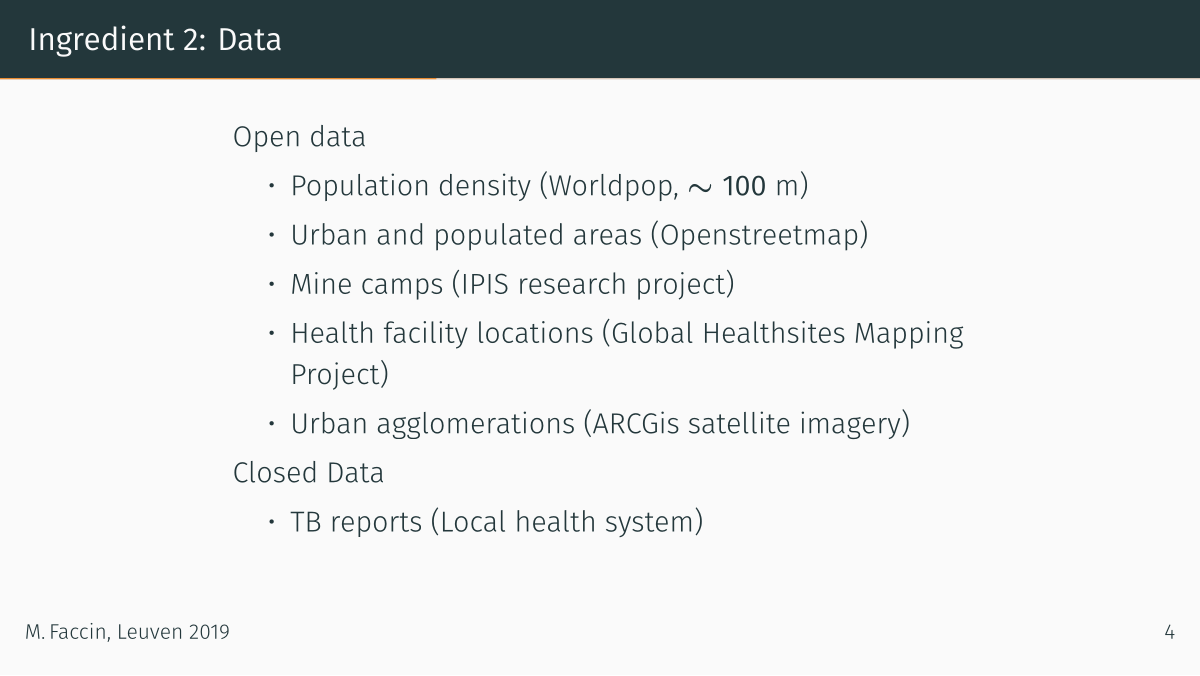 Ingredient 2: Data
Open data
• Population density (Worldpop, ∼ 100 m)
• Urban and populated areas (Openstreetmap)
• Mine camps (IPIS research project)
• Health facility locations (Global Healthsites Mapping
Project)
• Urban agglomerations (ARCGis satellite imagery)
Closed Data
• TB reports (Local health system)
M. Faccin, Leuven 2019
4